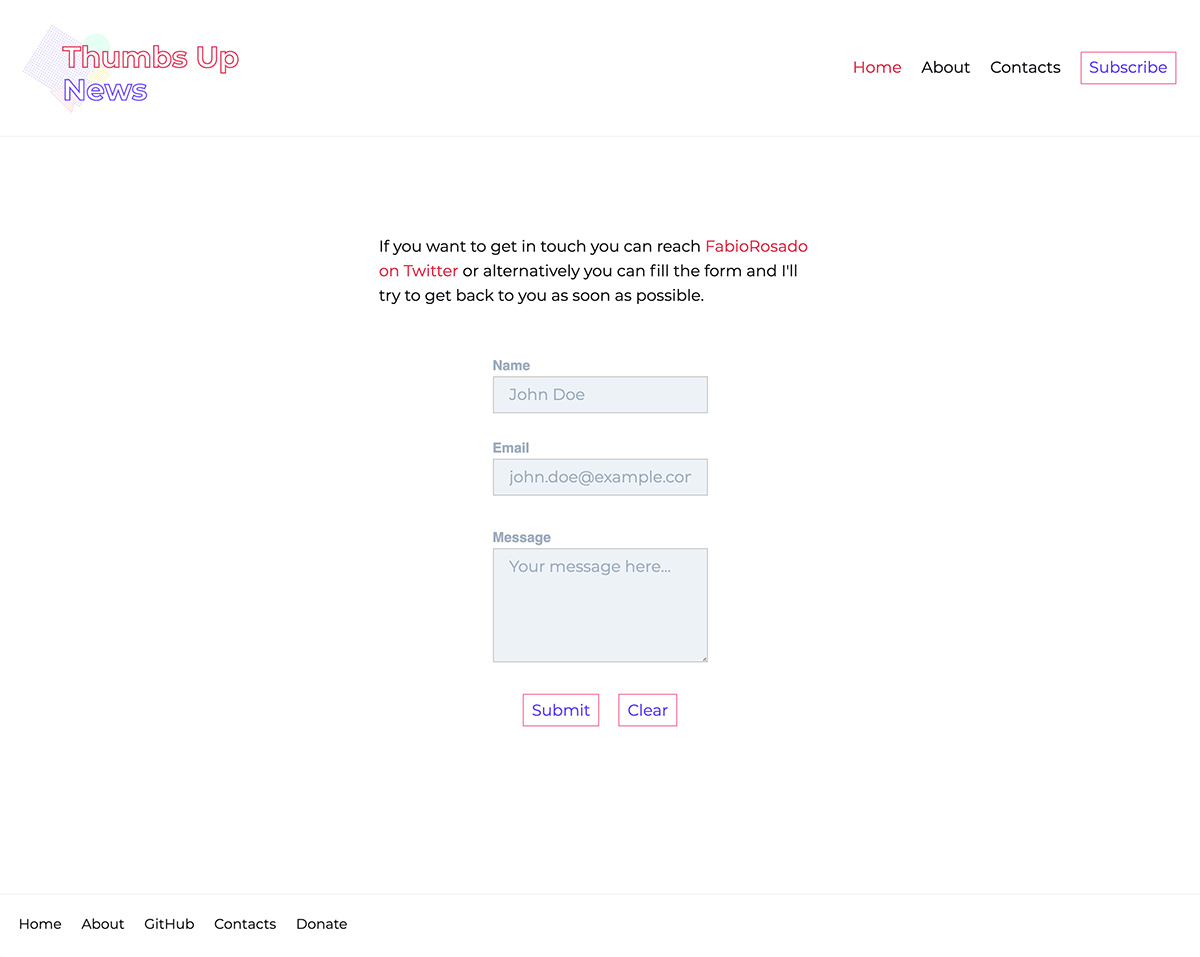 Thumbs Up
News
Home About Contacts Subscribe
If you want to get in touch you can reach FabioRosado
on Twitter or alternatively you can fill the form and I'll
try to get back to you as soon as possible.
Name
John Doe
Email
john.doe@example.cor
Message
Your message here...
Submit Clear
Home About GitHub Contacts Donate